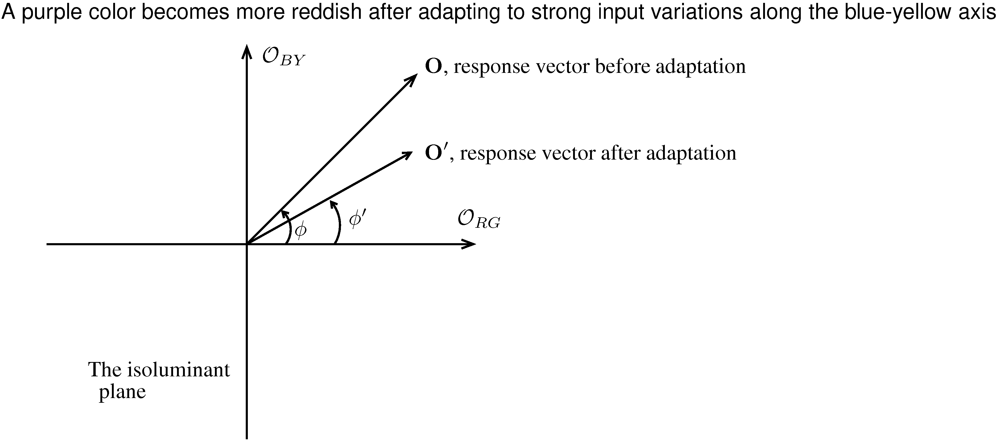 A purple color becomes more reddish after adapting to strong input variations along the blue-yellow axis
𝒪_BY
O, response vector before adaptation
O′, response vector after adaptation
ϕ
ϕ′
𝒪_RG
The isoluminant
plane